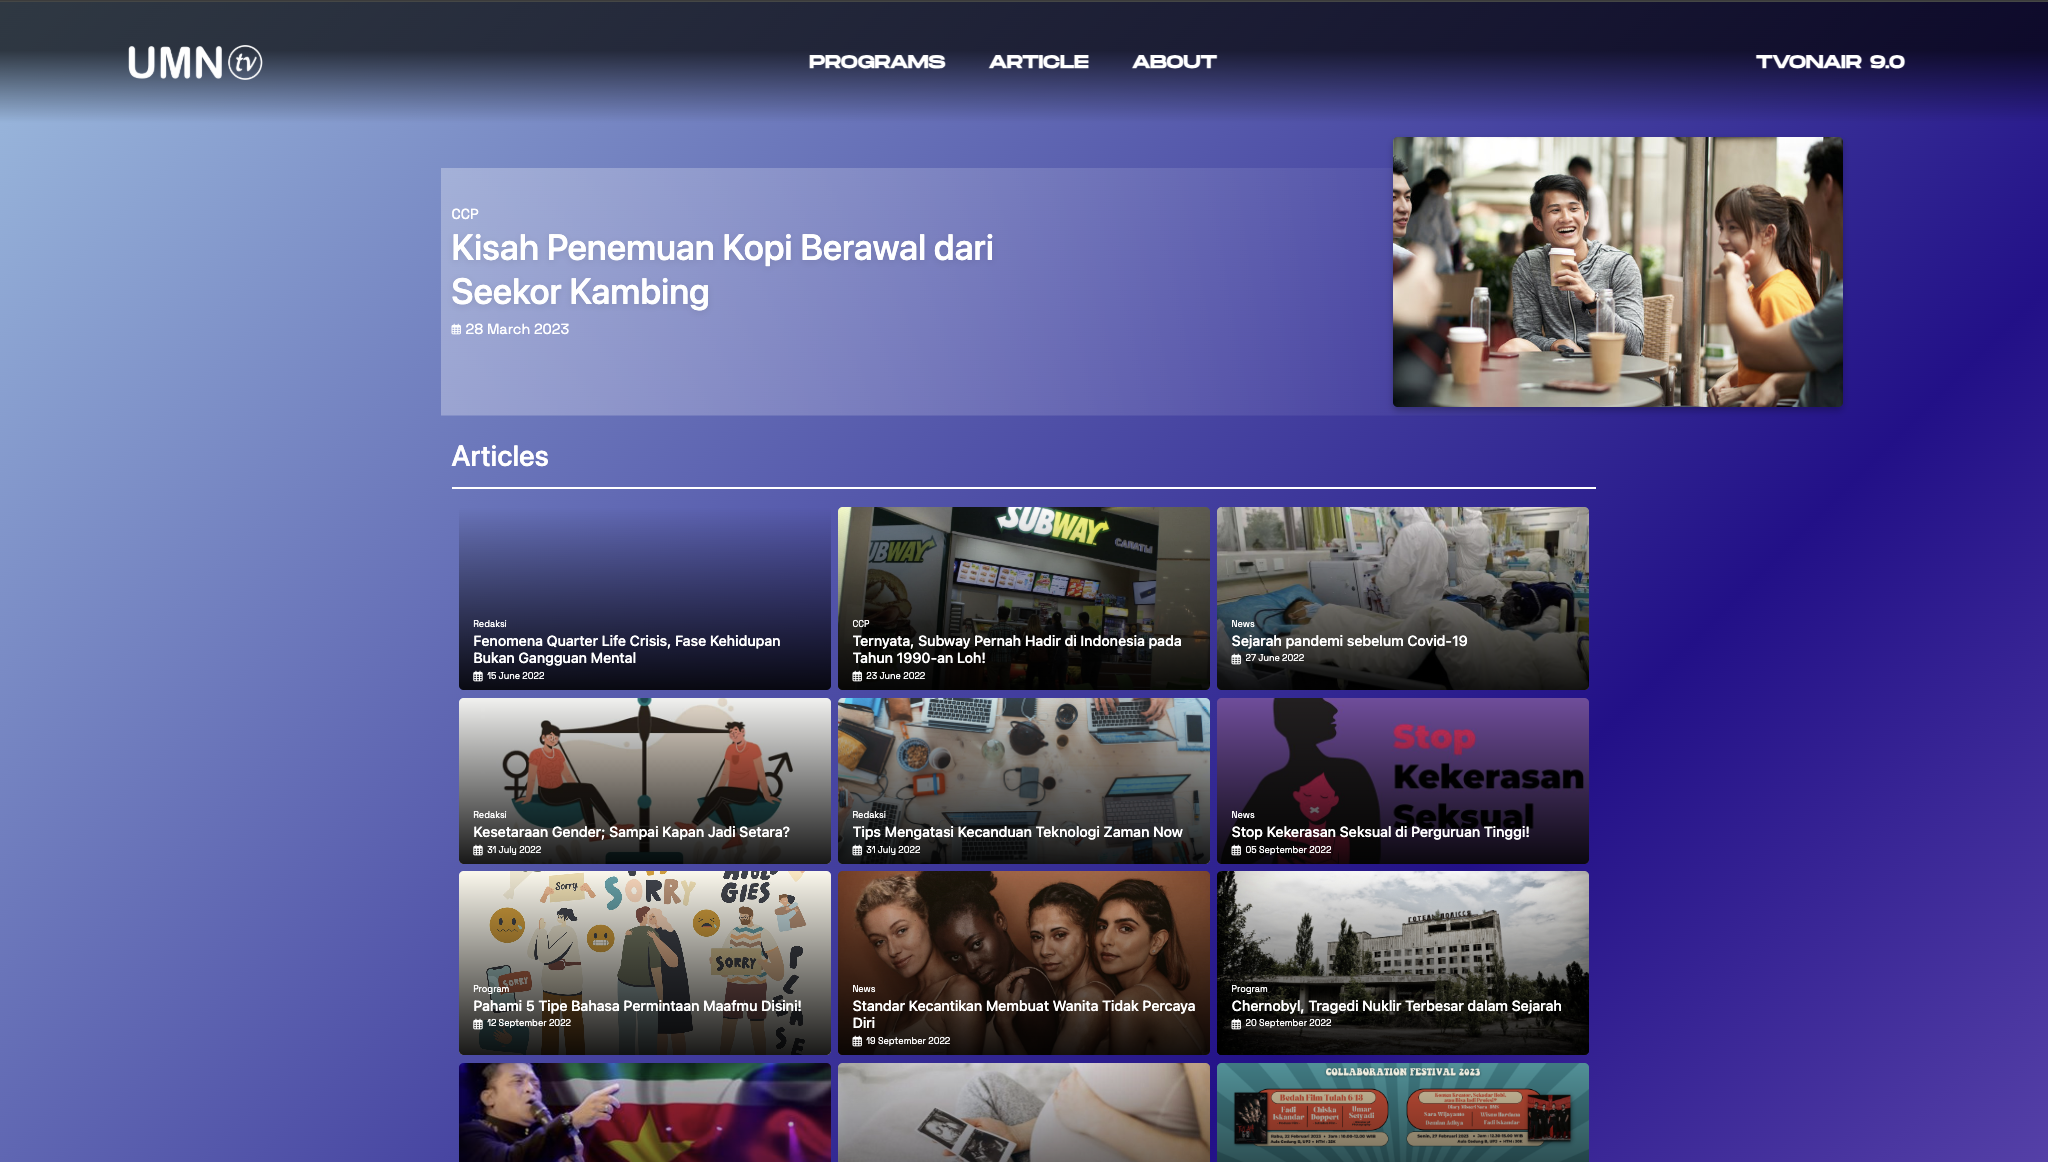 UMN tv
PROGRAMS
ARTICLE
ABOUT
TVONAIR 9.0
CCP
Kisah Penemuan Kopi Berawal dari
Seekor Kambing
28 March 2023
Articles
Redaksi
Fenomena Quarter Life Crisis, Fase Kehidupan
Bukan Gangguan Mental
15 June 2022
SUBWAY
UBWAY
САЛАТЫ
CCP
Ternyata, Subway Pernah Hadir di Indonesia pada
Tahun 1990-an Loh!
23 June 2022
News
Sejarah pandemi sebelum Covid-19
27 June 2022
Redaksi
Kesetaraan Gender; Sampai Kapan Jadi Setara?
31 July 2022
Redaksi
Tips Mengatasi Kecanduan Teknologi Zaman Now
31 July 2022
Stop
Kekerasan
Seksual
News
Stop Kekerasan Seksual di Perguruan Tinggi!
05 September 2022
Sorry
SORRY
GIES
SORRY
SORRY
Program
Pahami 5 Tipe Bahasa Permintaan Maafmu Disini!
12 September 2022
News
Standar Kecantikan Membuat Wanita Tidak Percaya
Diri
19 September 2022
Program
Chernobyl, Tragedi Nuklir Terbesar dalam Sejarah
20 September 2022
COLLABORATION FESTIVAL 2023
Bedah Film Tulah 6/13
Fadi Iskandar